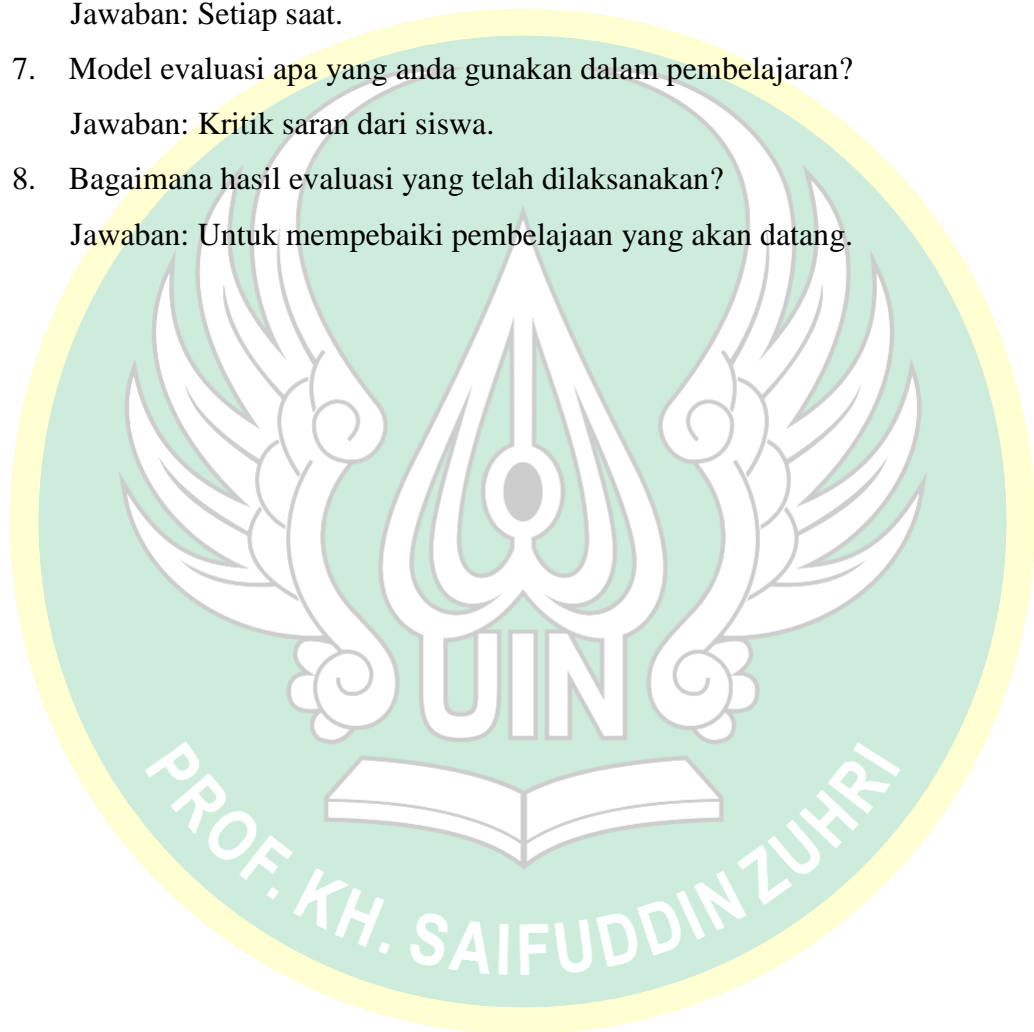 Jawaban: Setiap saat.
7. Model evaluasi apa yang anda gunakan dalam pembelajaran?
Jawaban: Kritik saran dari siswa.
8. Bagaimana hasil evaluasi yang telah dilaksanakan?
Jawaban: Untuk mempebaiki pembelajaan yang akan datang.
UIN
PROF. KH. SAIFUDDIN ZUHRI